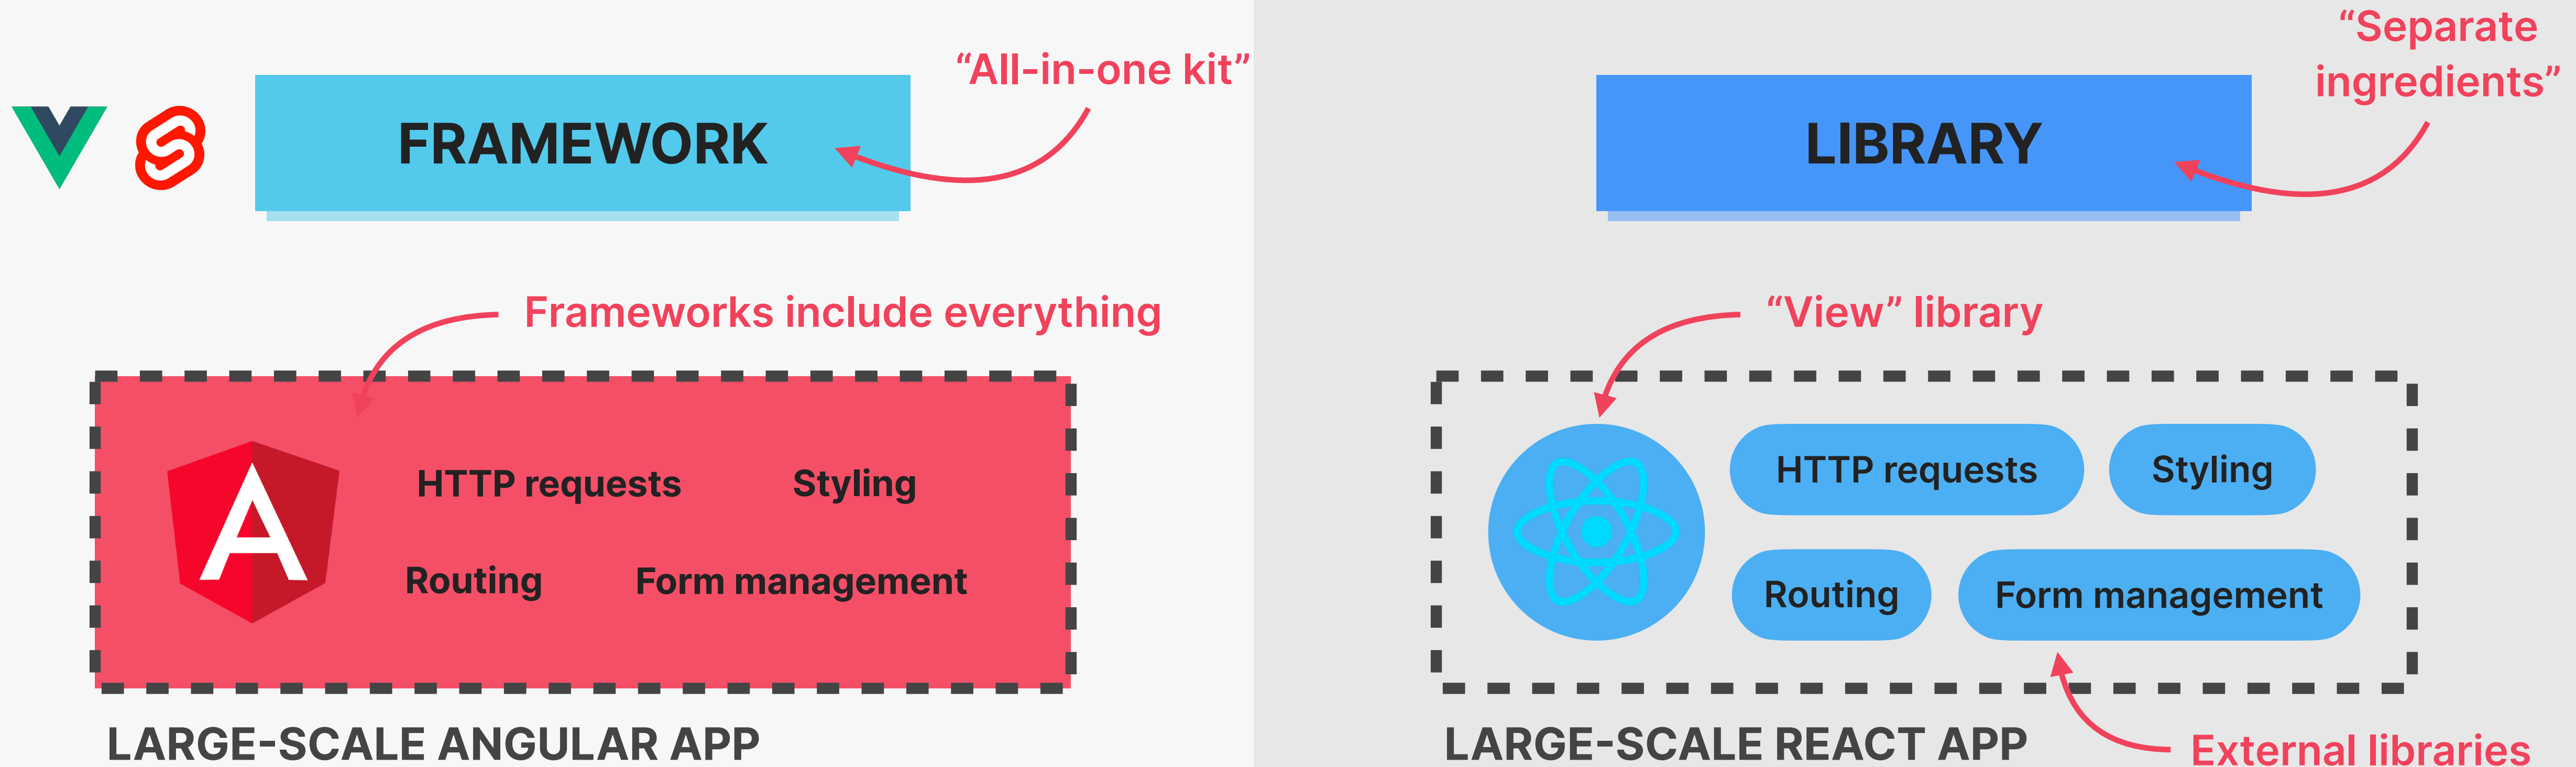 “All-in-one kit”
FRAMEWORK
Frameworks include everything
HTTP requests
Styling
Routing
Form management
LARGE-SCALE ANGULAR APP
“Separate
ingredients”
LIBRARY
“View” library
HTTP requests
Styling
Routing
Form management
LARGE-SCALE REACT APP
External libraries